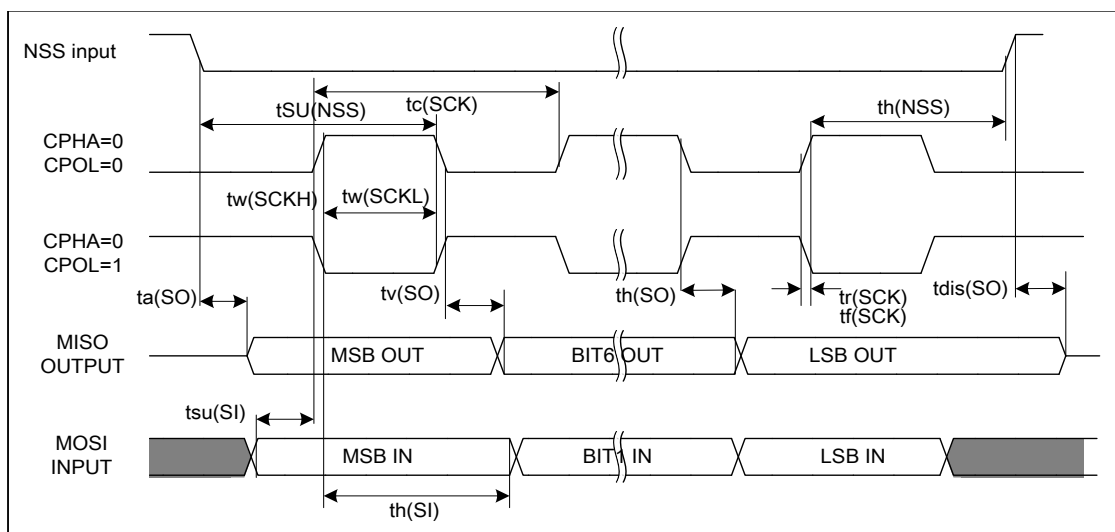 NSS input
tc(SCK)
tSU(NSS)
th(NSS)
CPHA=0
CPOL=0
tw(SCKH)
tw(SCKL)
CPHA=0
CPOL=1
ta(SO)
tv(SO)
th(SO)
tr(SCK)
tf(SCK)
tdis(SO)
MISO
OUTPUT
MSB OUT
BIT6 OUT
LSB OUT
tsu(SI)
MOSI
INPUT
MSB IN
BIT1 IN
LSB IN
th(SI)